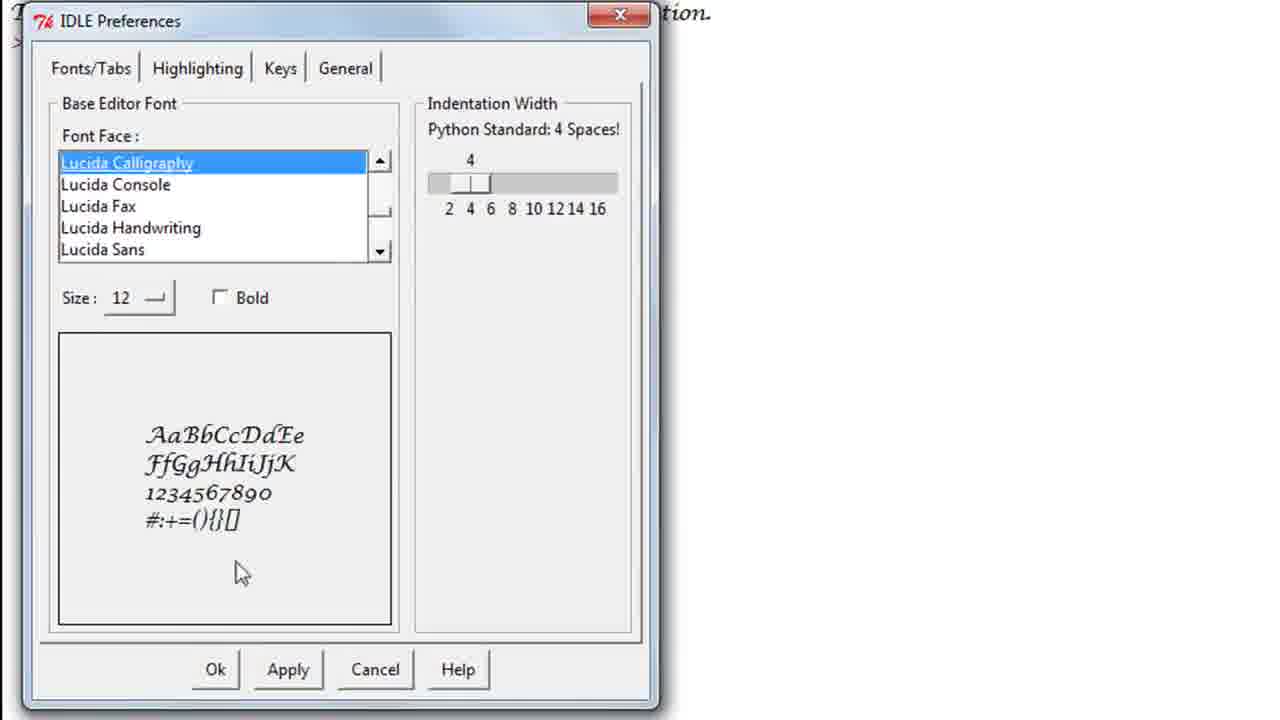 tion.
IDLE Preferences
Fonts/Tabs Highlighting Keys General
Base Editor Font
Font Face :
Lucida Calligraphy
Lucida Console
Lucida Fax
Lucida Handwriting
Lucida Sans
Size : 12 Bold
AaBbCcDdEe
FfGgHhIiJjK
1234567890
#:+=(){}[]
Indentation Width
Python Standard: 4 Spaces!
4
2 4 6 8 10 12 14 16
Ok Apply Cancel Help